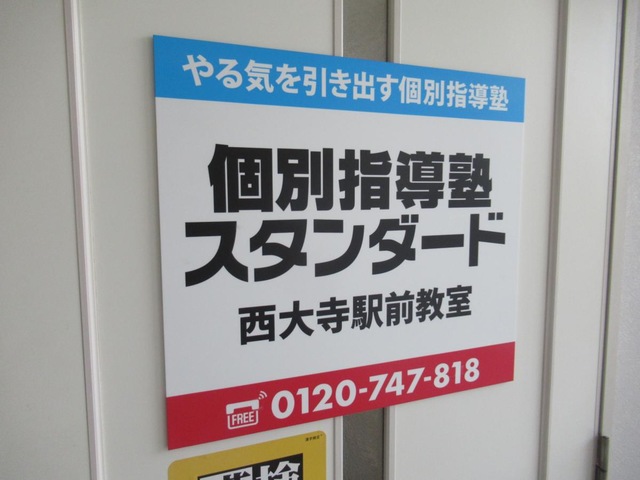 やる気を引き出す個別指導塾
個別指導塾
スタンダード
西大寺駅前教室
FREE 0120-747-818